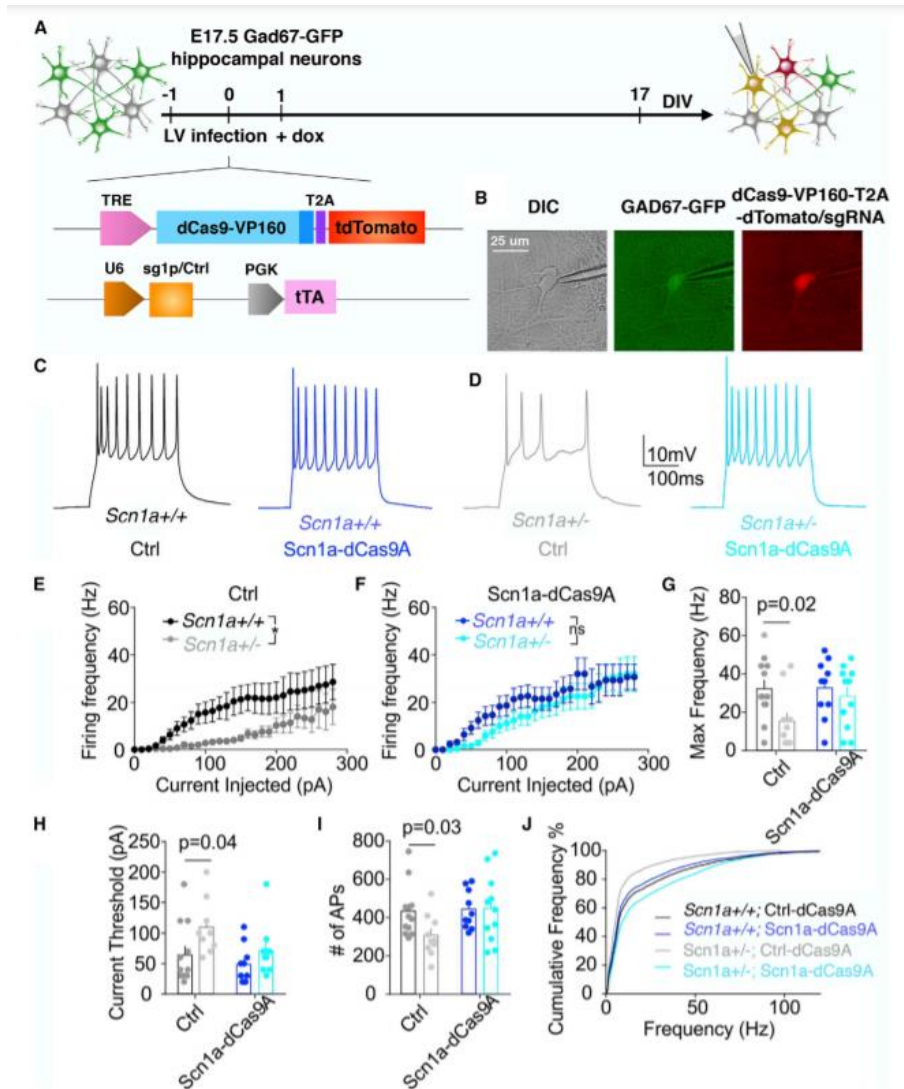 A
E17.5 Gad67-GFP
hippocampal neurons
-1 0 1 17
DIV
LV infection + dox
TRE
T2A
dCas9-VP160
tdTomato
U6
sg1p/Ctrl
PGK
tTA
B
DIC
GAD67-GFP
dCas9-VP160-T2A
-dTomato/sgRNA
25 um
C
Scn1a+/+
Ctrl
Scn1a+/+
Scn1a-dCas9A
D
Scn1a+/-
Ctrl
10mV
100ms
Scn1a+/-
Scn1a-dCas9A
E
Ctrl
Firing frequency (Hz)
60
40
20
0
Scn1a+/+
Scn1a+/-
*
0 100 200 300
Current Injected (pA)
F
Scn1a-dCas9A
Firing frequency (Hz)
60
40
20
0
Scn1a+/+
Scn1a+/-
ns
0 100 200 300
Current Injected (pA)
G
p=0.02
Max Frequency (Hz)
80
60
40
20
0
Ctrl
Scn1a-dCas9A
H
p=0.04
Current Threshold (pA)
250
200
150
100
50
0
Ctrl
Scn1a-dCas9A
I
p=0.03
# of APs
800
600
400
200
0
Ctrl
Scn1a-dCas9A
J
Cumulative Frequency %
100
80
60
40
20
0
Scn1a+/+; Ctrl-dCas9A
Scn1a+/+; Scn1a-dCas9A
Scn1a+/-; Ctrl-dCas9A
Scn1a+/-; Scn1a-dCas9A
0 50 100
Frequency (Hz)